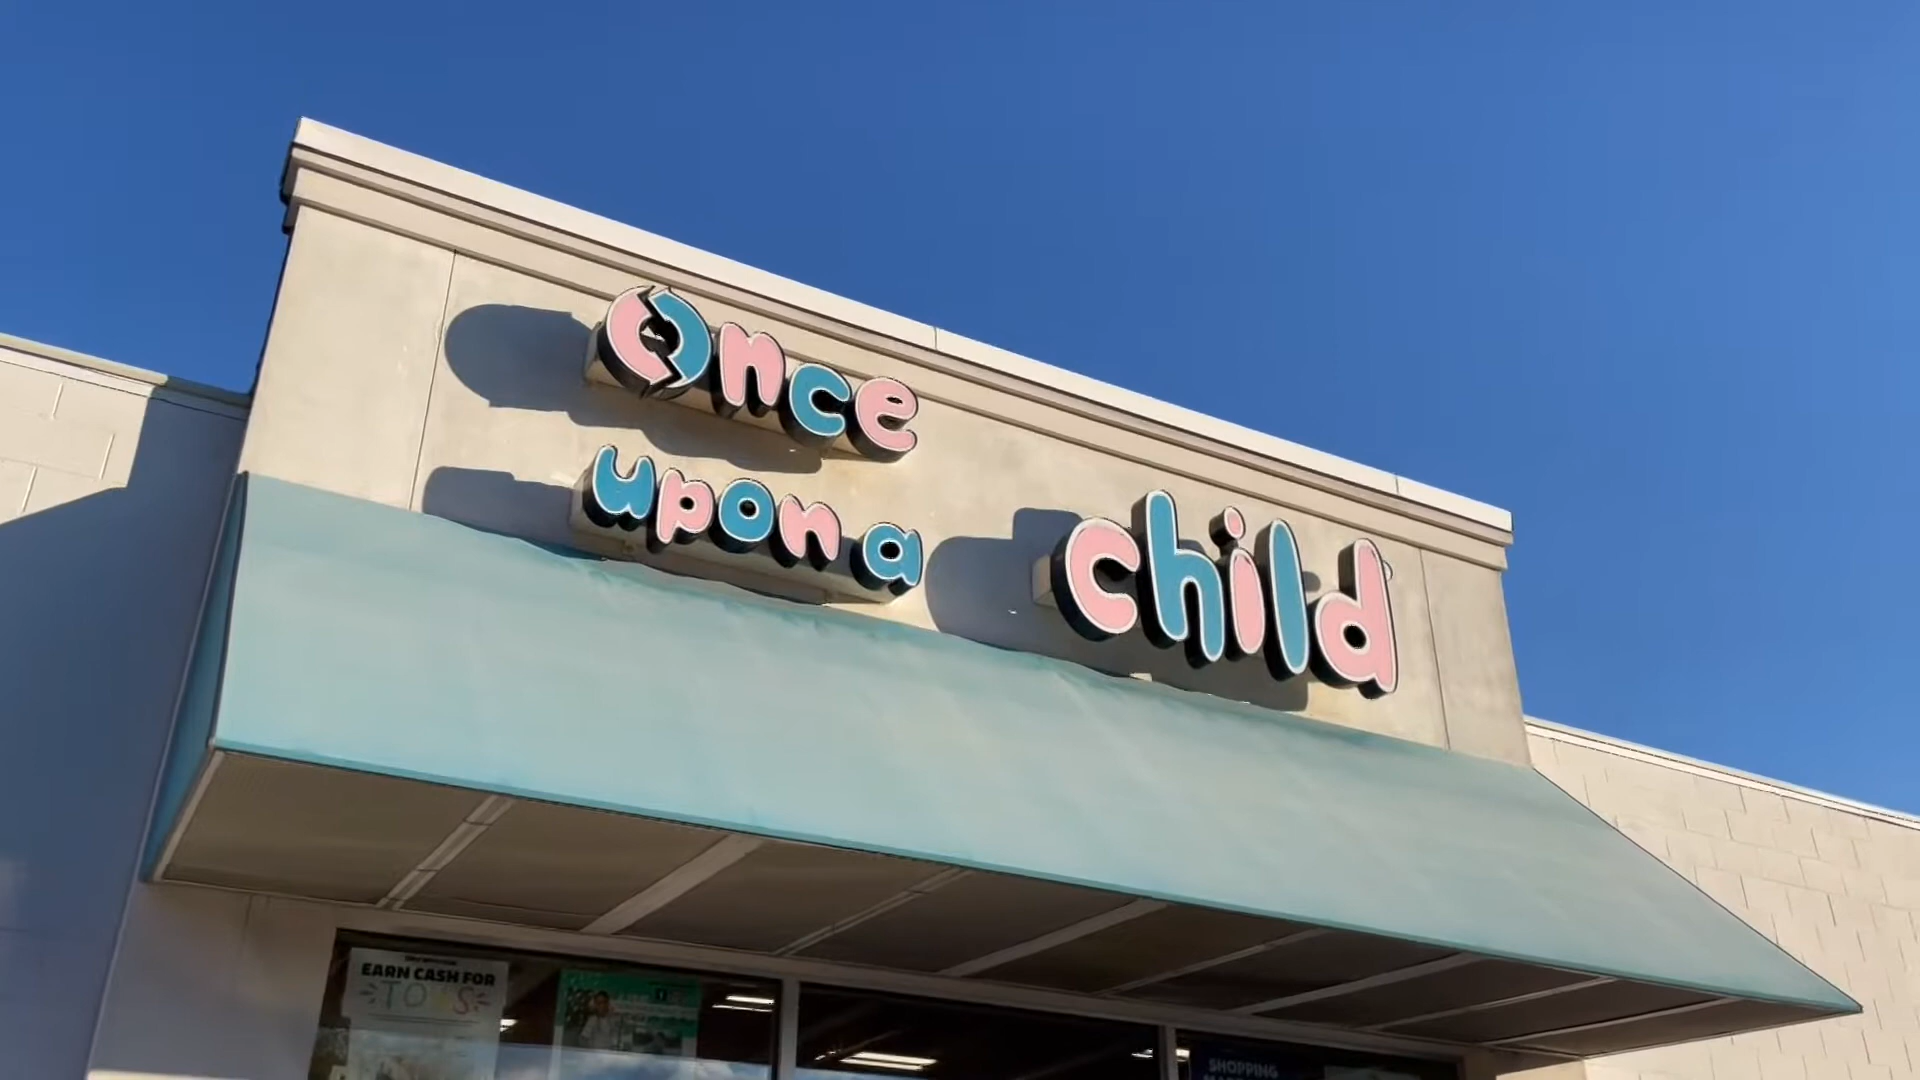 Once
upon a
child
EARN CASH FOR
TOYS
SHOPPING